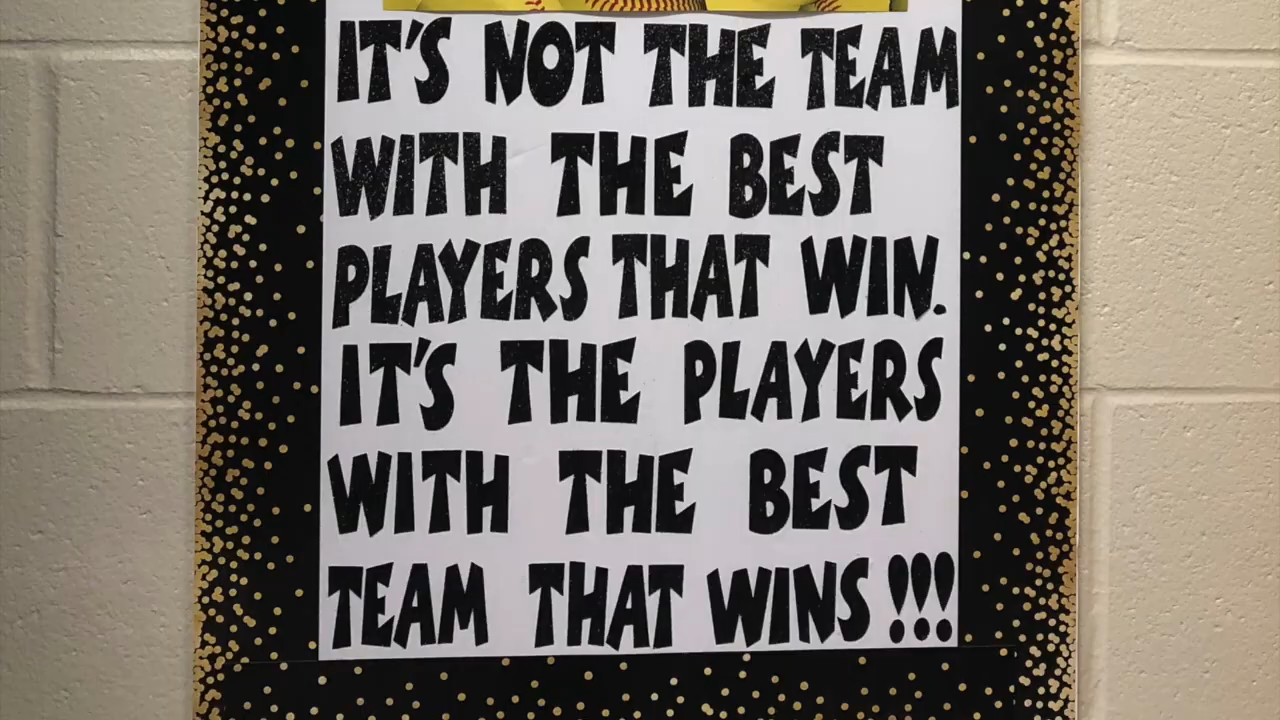 IT'S NOT THE TEAM
WITH THE BEST
PLAYERS THAT WIN.
IT'S THE PLAYERS
WITH THE BEST
TEAM THAT WINS!!!